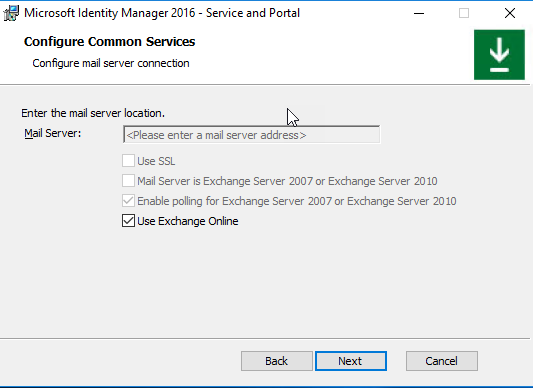 Microsoft Identity Manager 2016 - Service and Portal
Configure Common Services
Configure mail server connection
Enter the mail server location.
Mail Server: <Please enter a mail server address>
Use SSL
Mail Server is Exchange Server 2007 or Exchange Server 2010
Enable polling for Exchange Server 2007 or Exchange Server 2010
Use Exchange Online
Back Next Cancel